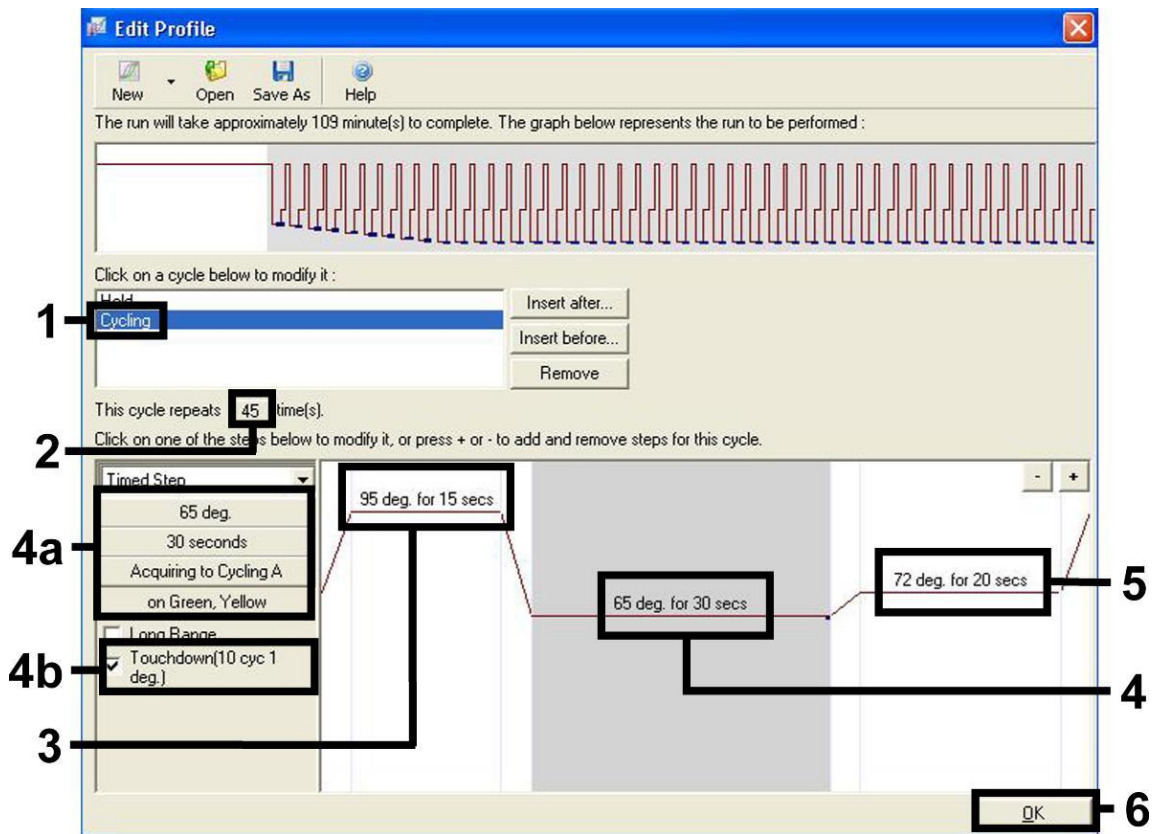 Edit Profile
New Open Save As Help
The run will take approximately 109 minute(s) to complete. The graph below represents the run to be performed :
Click on a cycle below to modify it :
Hold
1
Cycling
Insert after...
Insert before...
Remove
This cycle repeats 45 time(s).
2
Click on one of the steps below to modify it, or press + or - to add and remove steps for this cycle.
Timed Step
- +
4a
65 deg.
30 seconds
Acquiring to Cycling A
on Green, Yellow
Long Range
4b
Touchdown(10 cyc 1
deg.)
95 deg. for 15 secs
3
65 deg. for 30 secs
4
72 deg. for 20 secs
5
OK
6